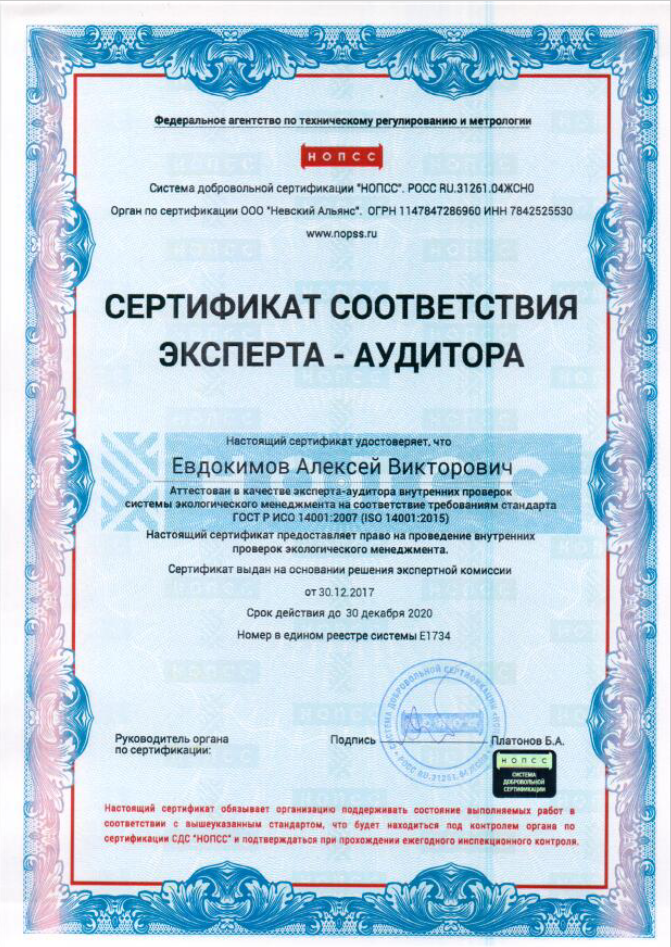 Федеральное агентство по техническому регулированию и метрологии
НОПСС
Система добровольной сертификации "НОПСС". РОСС RU.31261.04ЖСН0
Орган по сертификации ООО "Невский Альянс". ОГРН 1147847286960 ИНН 7842525530
www.nopss.ru
СЕРТИФИКАТ СООТВЕТСТВИЯ
ЭКСПЕРТА - АУДИТОРА
Настоящий сертификат удостоверяет, что
Евдокимов Алексей Викторович
Аттестован в качестве эксперта-аудитора внутренних проверок
системы экологического менеджмента на соответствие требованиям стандарта
ГОСТ Р ИСО 14001:2007 (ISO 14001:2015)
Настоящий сертификат предоставляет право на проведение внутренних
проверок экологического менеджмента.
Сертификат выдан на основании решения экспертной комиссии
от 30.12.2017
Срок действия до 30 декабря 2020
Номер в едином реестре системы Е1734
Руководитель органа
по сертификации:
Подпись
Платонов Б.А.
НОПСС
СИСТЕМА
ДОБРОВОЛЬНОЙ
СЕРТИФИКАЦИИ
Настоящий сертификат обязывает организацию поддерживать состояние выполняемых работ в
соответствии с вышеуказанным стандартом, что будет находиться под контролем органа по
сертификации СДС "НОПСС" и подтверждаться при прохождении ежегодного инспекционного контроля.